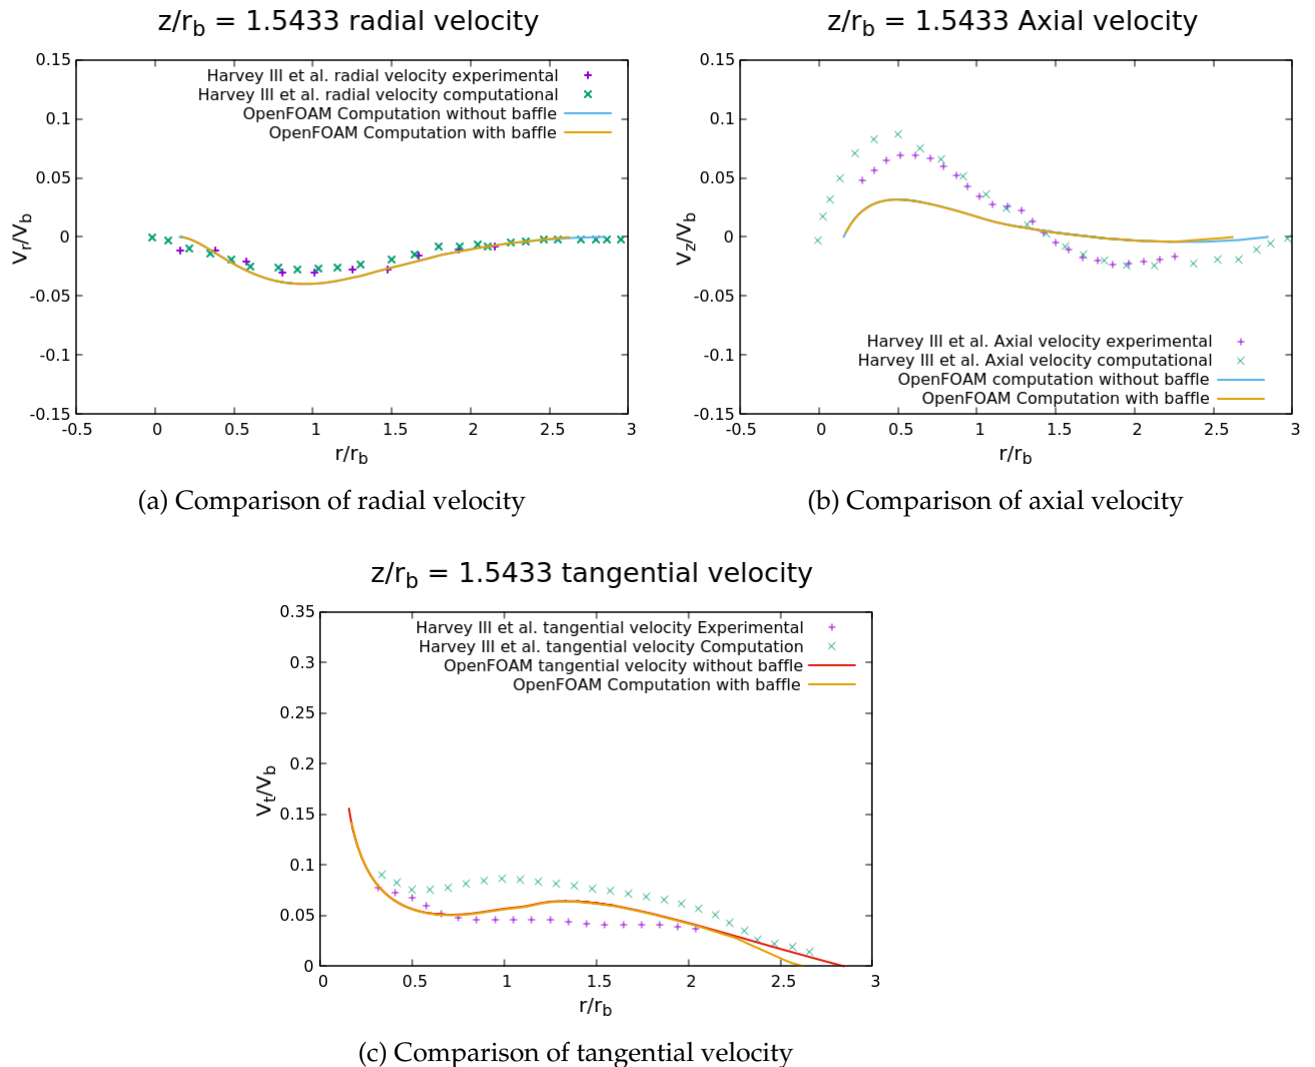 z/r_b = 1.5433 radial velocity
0.15
0.1
0.05
0
-0.05
-0.1
-0.15
V_r/V_b
Harvey III et al. radial velocity experimental
Harvey III et al. radial velocity computational
OpenFOAM Computation without baffle
OpenFOAM Computation with baffle
-0.5 0 0.5 1 1.5 2 2.5 3
r/r_b
(a) Comparison of radial velocity
z/r_b = 1.5433 Axial velocity
0.15
0.1
0.05
0
-0.05
-0.1
-0.15
V_z/V_b
Harvey III et al. Axial velocity experimental
Harvey III et al. Axial velocity computational
OpenFOAM computation without baffle
OpenFOAM Computation with baffle
-0.5 0 0.5 1 1.5 2 2.5 3
r/r_b
(b) Comparison of axial velocity
z/r_b = 1.5433 tangential velocity
0.35
0.3
0.25
0.2
0.15
0.1
0.05
0
V_t/V_b
Harvey III et al. tangential velocity Experimental
Harvey III et al. tangential velocity Computation
OpenFOAM tangential velocity without baffle
OpenFOAM Computation with baffle
0 0.5 1 1.5 2 2.5 3
r/r_b
(c) Comparison of tangential velocity